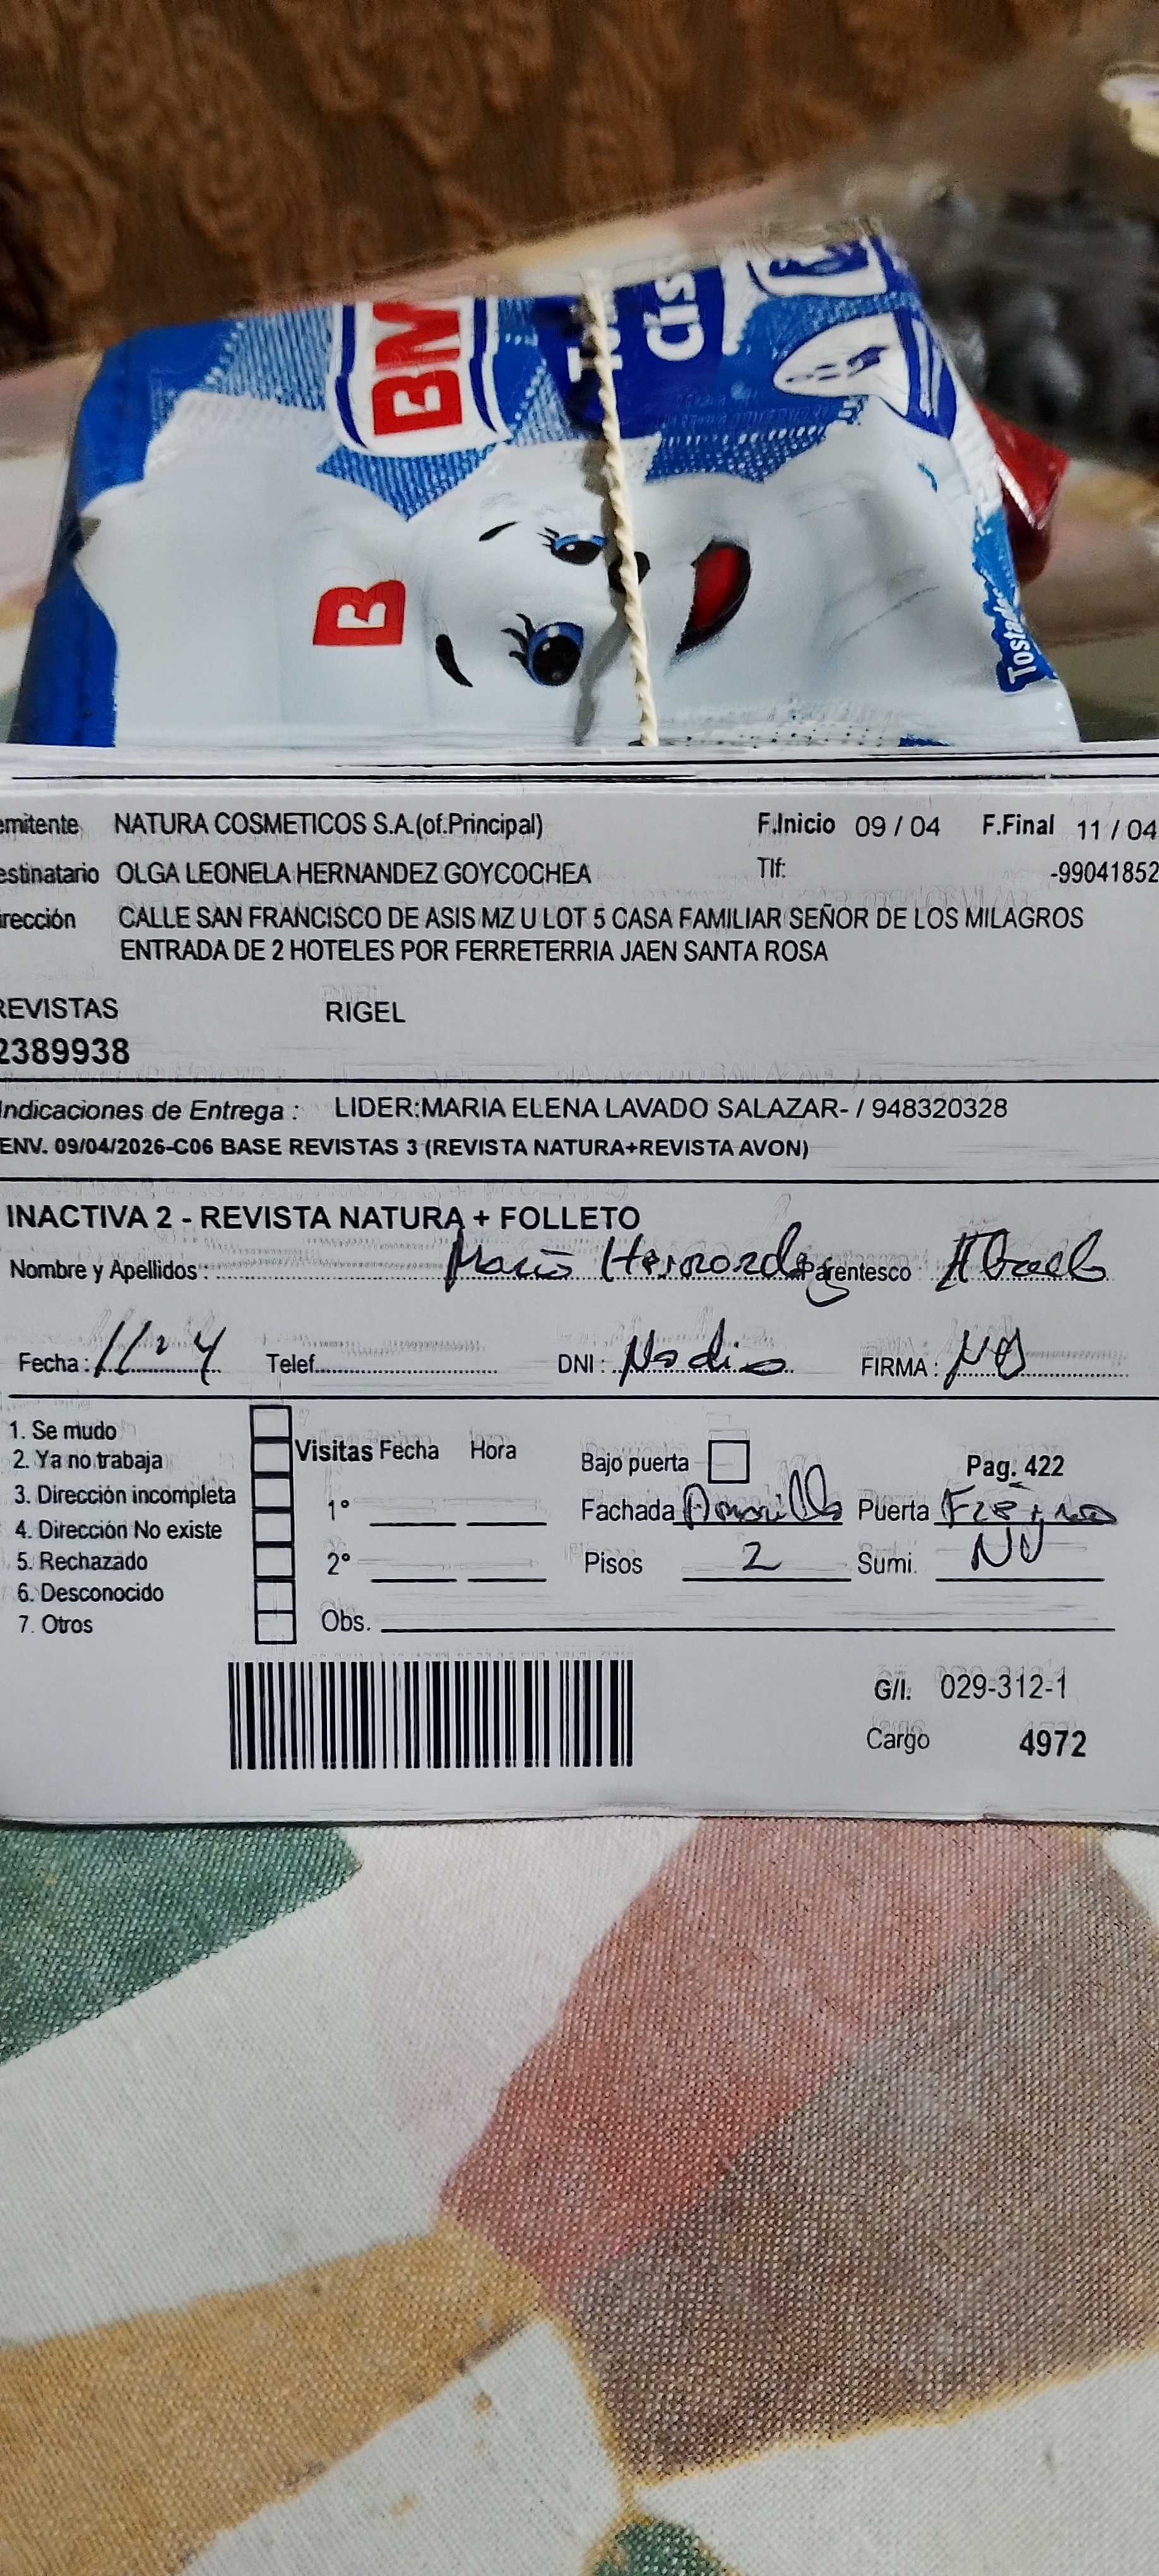 BM
Cis
B
Tostad
emitente NATURA COSMETICOS S.A.(of.Principal) F.Inicio 09 / 04 F.Final 11 / 04
estinatario OLGA LEONELA HERNANDEZ GOYCOCHEA Tlf: -99041852
irección CALLE SAN FRANCISCO DE ASIS MZ U LOT 5 CASA FAMILIAR SEÑOR DE LOS MILAGROS
ENTRADA DE 2 HOTELES POR FERRETERRIA JAEN SANTA ROSA
REVISTAS RIGEL
2389938
Indicaciones de Entrega : LIDER:MARIA ELENA LAVADO SALAZAR- / 948320328
ENV. 09/04/2026-C06 BASE REVISTAS 3 (REVISTA NATURA+REVISTA AVON)
INACTIVA 2 - REVISTA NATURA + FOLLETO
Nombre y Apellidos : Hernandez Parentesco
Fecha : 11 - 4 Telef. DNI : FIRMA :
1. Se mudo
2. Ya no trabaja
3. Dirección incompleta
4. Dirección No existe
5. Rechazado
6. Desconocido
7. Otros
Visitas Fecha Hora
1°
2°
Obs.
Bajo puerta Pag. 422
Fachada Amarillo Puerta
Pisos 2 Sumi.
G/I: 029-312-1
Cargo 4972